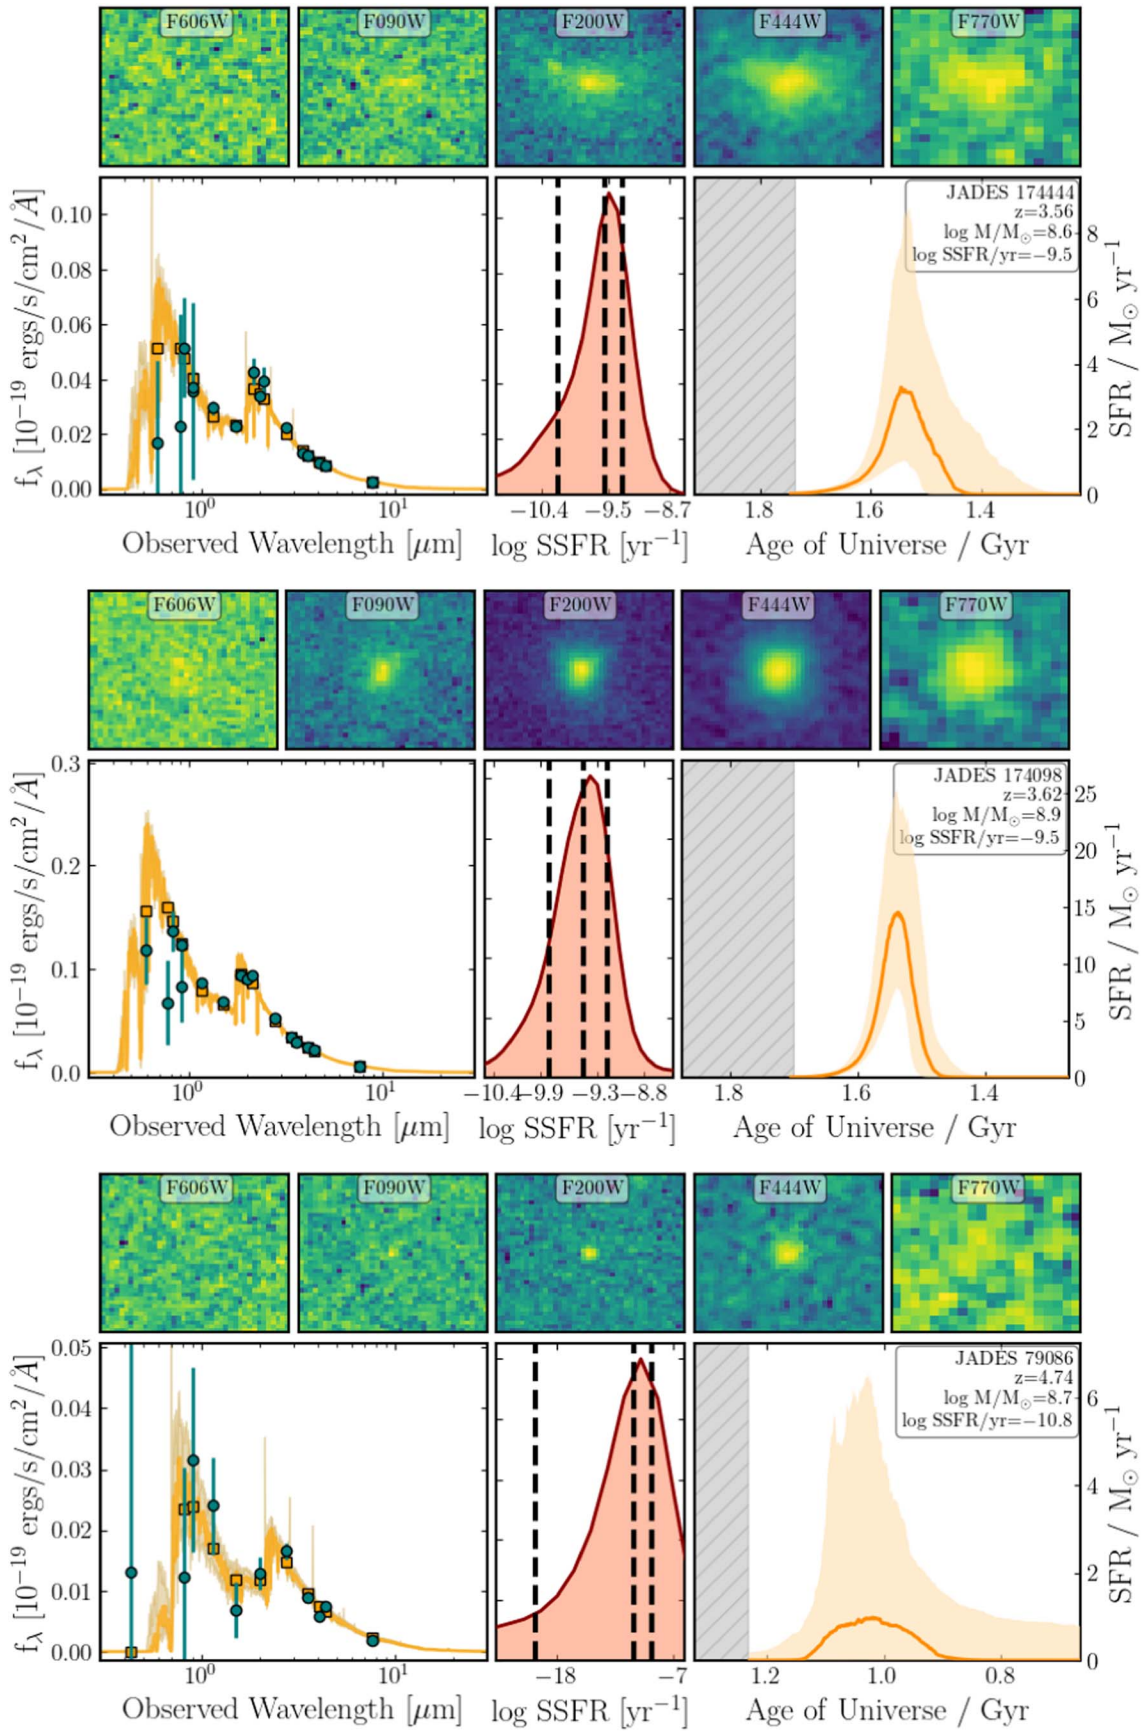 F606W
F090W
F200W
F444W
F770W
0.10
0.08
0.06
0.04
0.02
0.00
f_λ [10⁻¹⁹ ergs/s/cm²/Å]
10⁰
10¹
Observed Wavelength [μm]
−10.4
−9.5
−8.7
log SSFR [yr⁻¹]
JADES 174444
z=3.56
log M/M⊙=8.6
log SSFR/yr=−9.5
8
6
4
2
0
SFR / M⊙ yr⁻¹
1.8
1.6
1.4
Age of Universe / Gyr
F606W
F090W
F200W
F444W
F770W
0.3
0.2
0.1
0.0
f_λ [10⁻¹⁹ ergs/s/cm²/Å]
10⁰
10¹
Observed Wavelength [μm]
−10.4
−9.9
−9.3
−8.8
log SSFR [yr⁻¹]
JADES 174098
z=3.62
log M/M⊙=8.9
log SSFR/yr=−9.5
25
20
15
10
5
0
SFR / M⊙ yr⁻¹
1.8
1.6
1.4
Age of Universe / Gyr
F606W
F090W
F200W
F444W
F770W
0.05
0.04
0.03
0.02
0.01
0.00
f_λ [10⁻¹⁹ ergs/s/cm²/Å]
10⁰
10¹
Observed Wavelength [μm]
−18
−7
log SSFR [yr⁻¹]
JADES 79086
z=4.74
log M/M⊙=8.7
log SSFR/yr=−10.8
6
4
2
0
SFR / M⊙ yr⁻¹
1.2
1.0
0.8
Age of Universe / Gyr